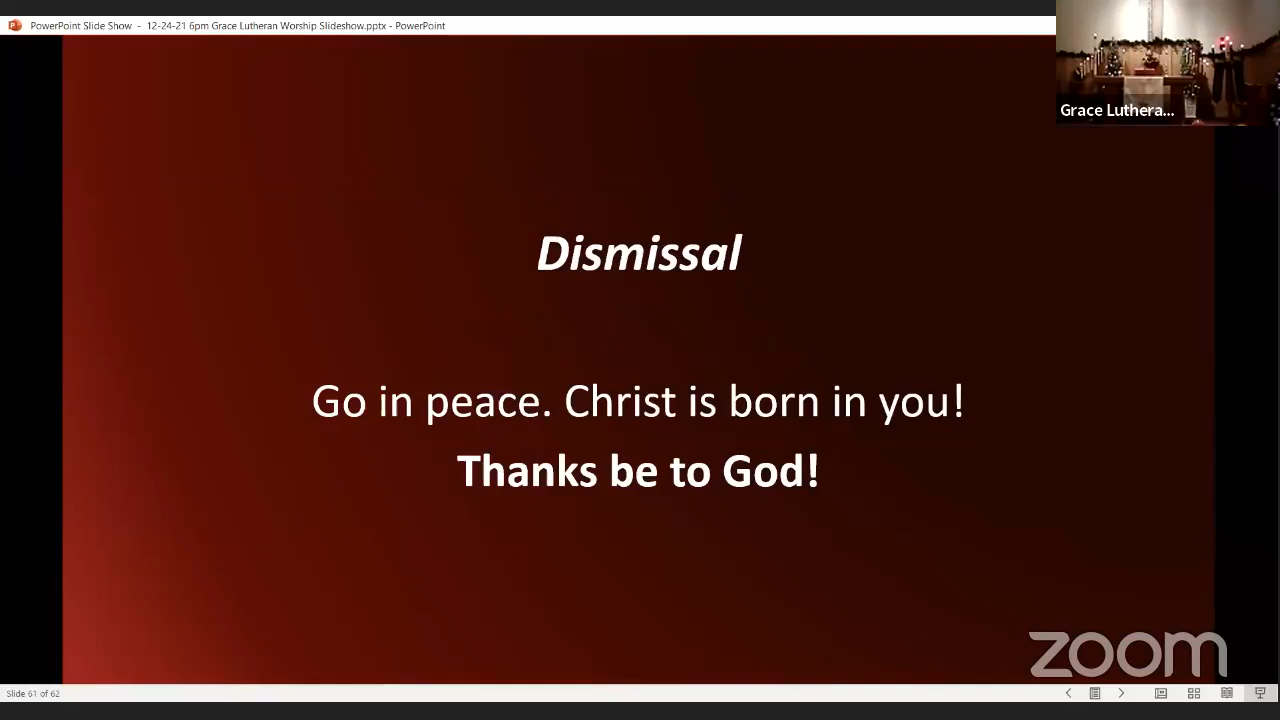 PowerPoint Slide Show - 12-24-21 6pm Grace Lutheran Worship Slideshow.pptx - PowerPoint
Grace Luthera...
Dismissal
Go in peace. Christ is born in you!
Thanks be to God!
zoom
Slide 61 of 62